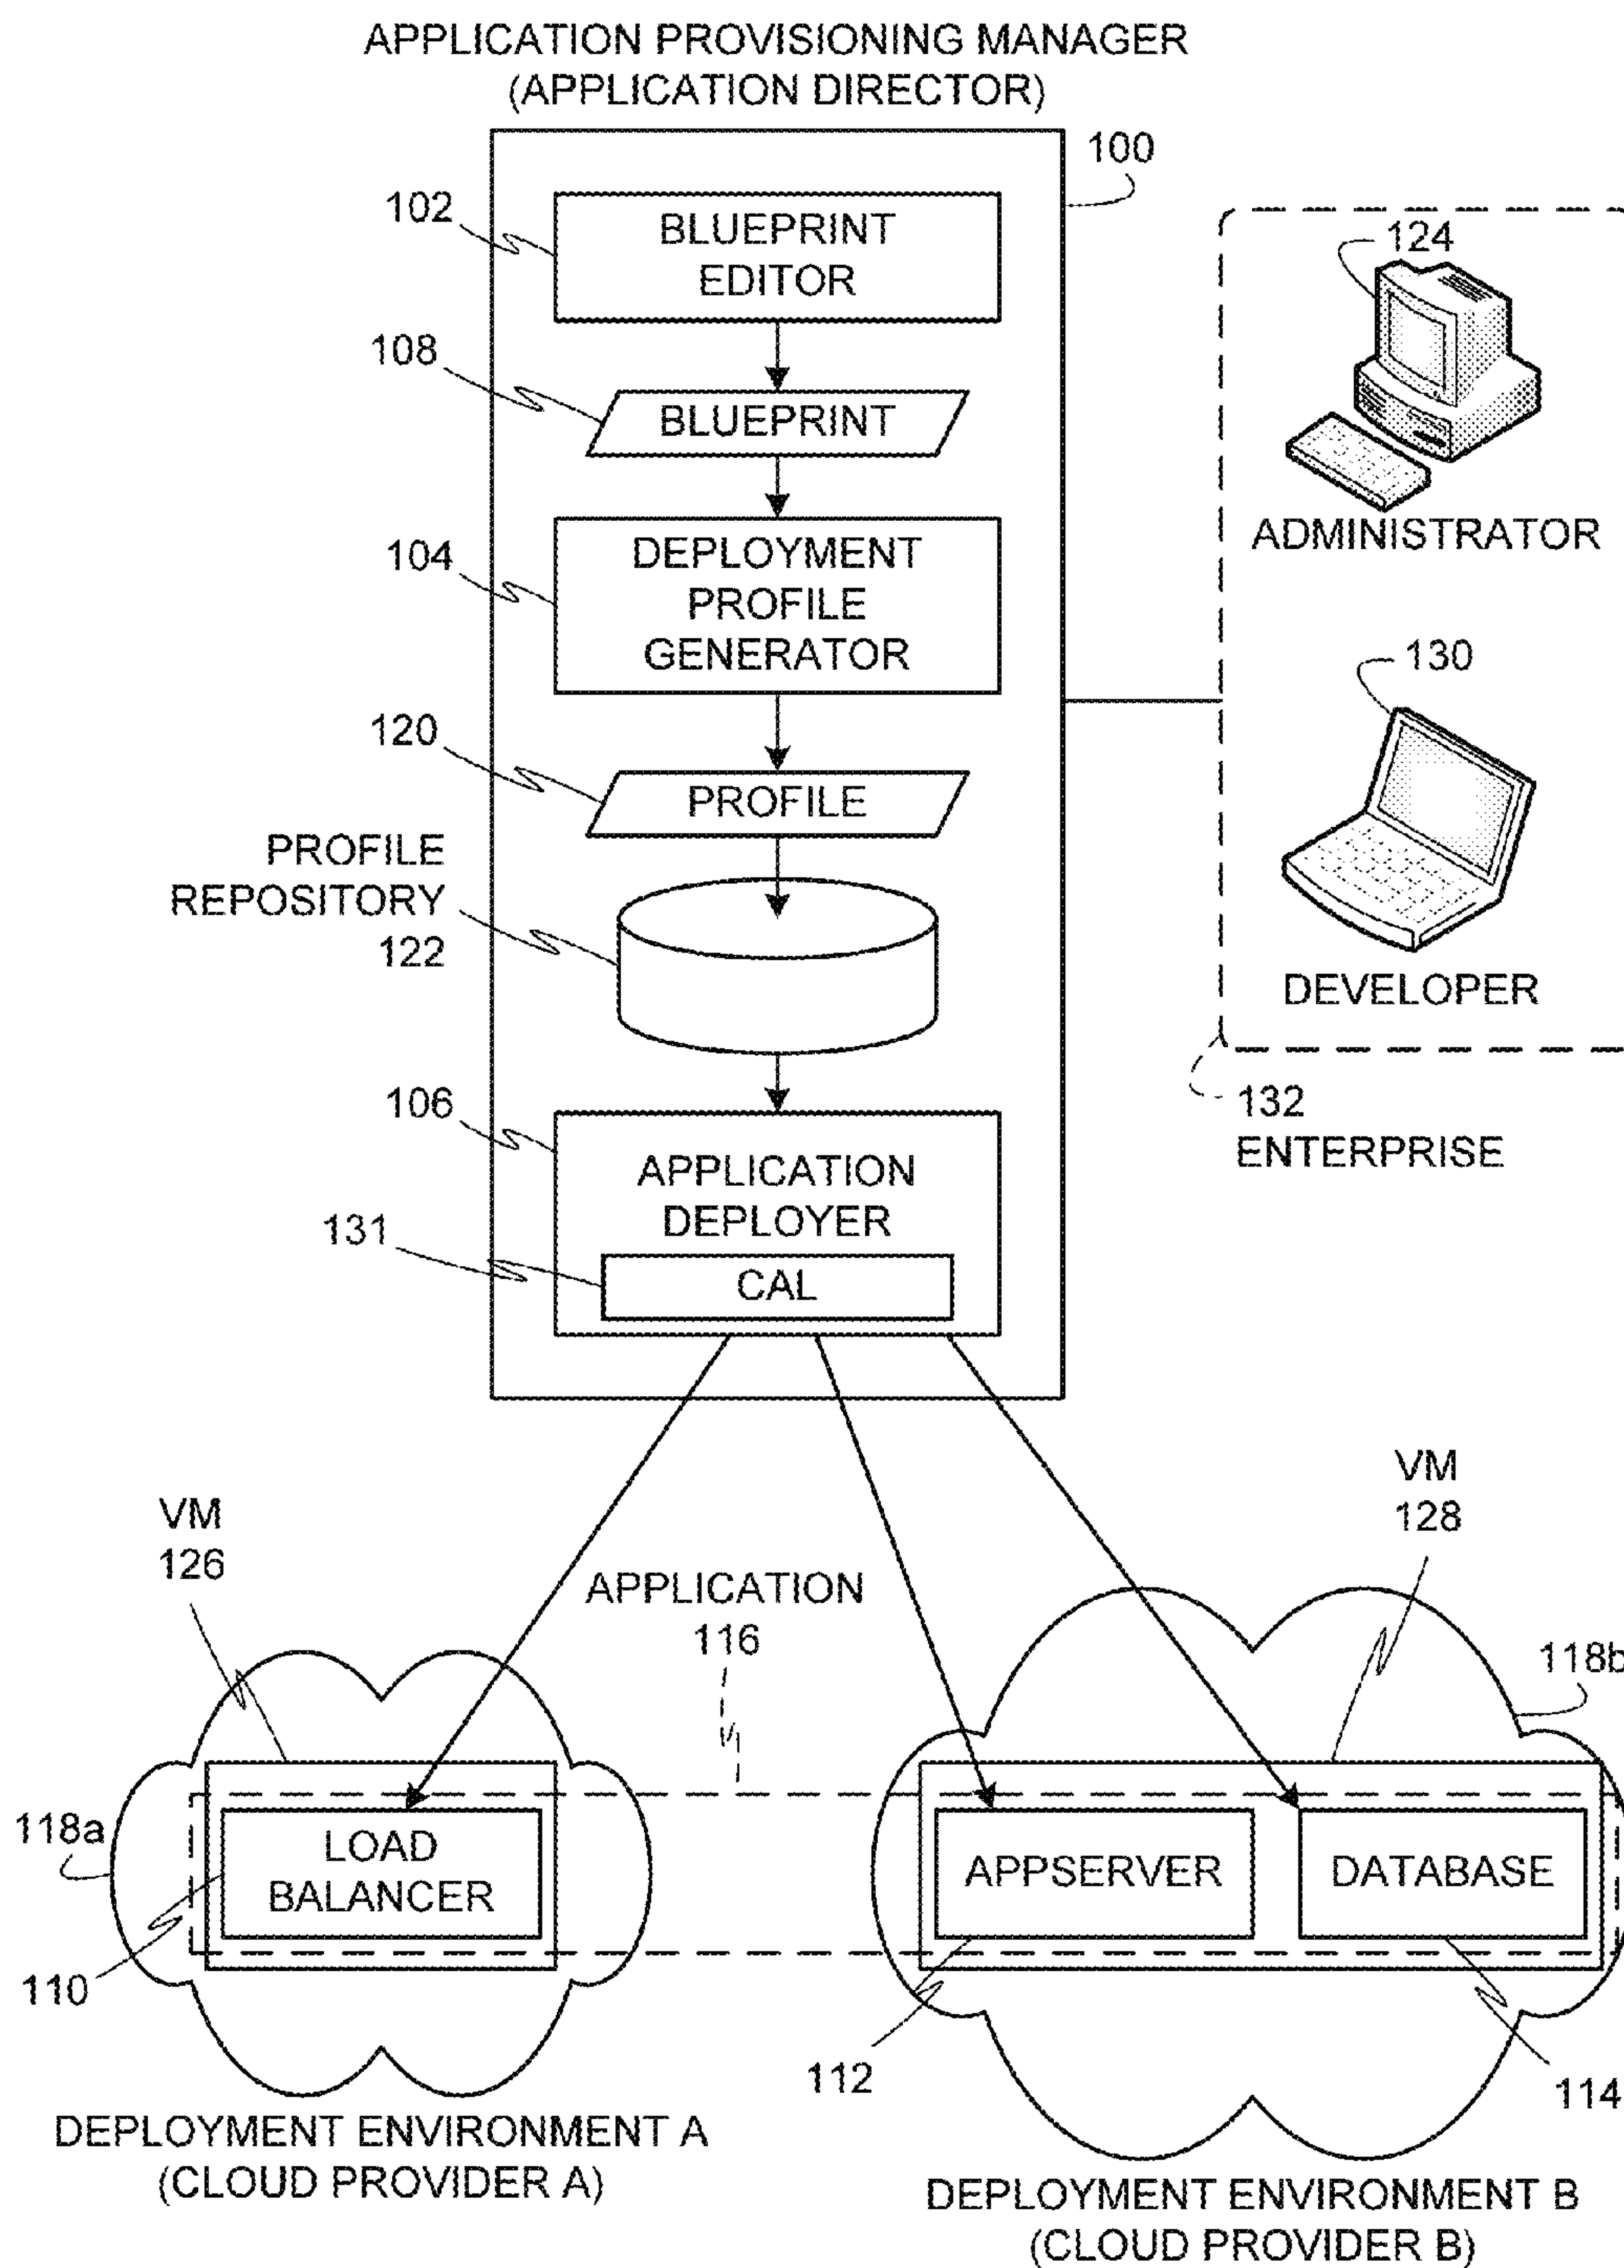 APPLICATION PROVISIONING MANAGER
(APPLICATION DIRECTOR)
100
102
BLUEPRINT
EDITOR
124
108
BLUEPRINT
ADMINISTRATOR
104
DEPLOYMENT
PROFILE
GENERATOR
130
120
PROFILE
PROFILE
REPOSITORY
122
DEVELOPER
106
132
ENTERPRISE
APPLICATION
DEPLOYER
131
CAL
VM
126
VM
128
APPLICATION
116
118b
118a
LOAD
BALANCER
APPSERVER
DATABASE
110
112
114
DEPLOYMENT ENVIRONMENT A
(CLOUD PROVIDER A)
DEPLOYMENT ENVIRONMENT B
(CLOUD PROVIDER B)